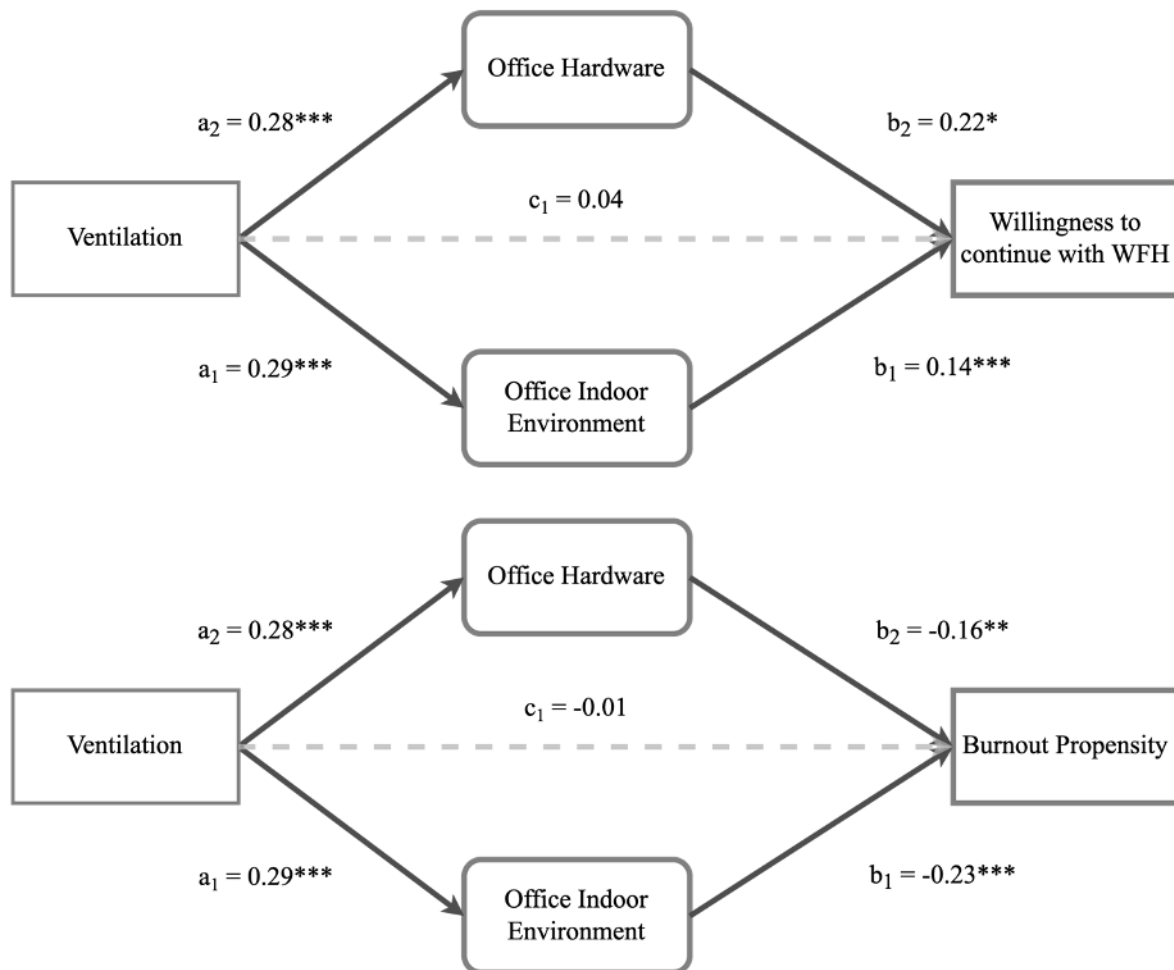 Office Hardware
a₂ = 0.28***
b₂ = 0.22*
c₁ = 0.04
Ventilation
Willingness to
continue with WFH
a₁ = 0.29***
b₁ = 0.14***
Office Indoor
Environment
Office Hardware
a₂ = 0.28***
b₂ = -0.16**
c₁ = -0.01
Ventilation
Burnout Propensity
a₁ = 0.29***
b₁ = -0.23***
Office Indoor
Environment